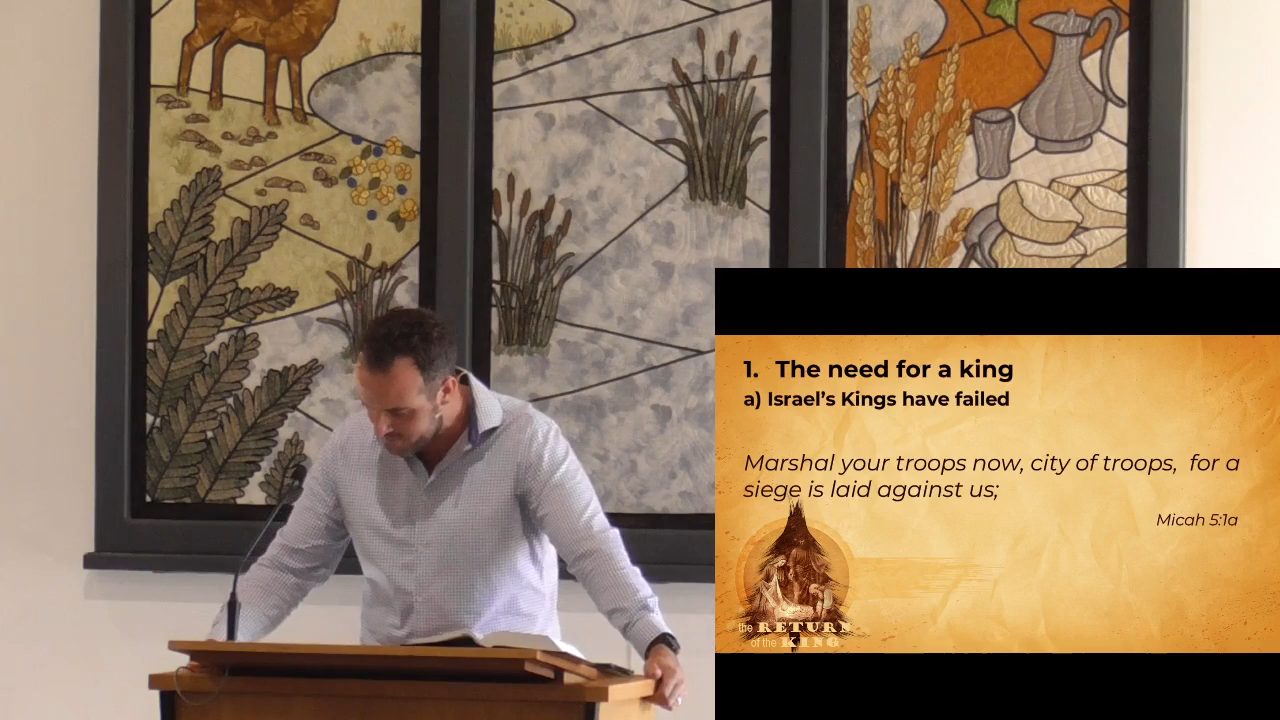 1. The need for a king
a) Israel’s Kings have failed
Marshal your troops now, city of troops, for a
siege is laid against us;
Micah 5:1a
the RETURN
of the KING